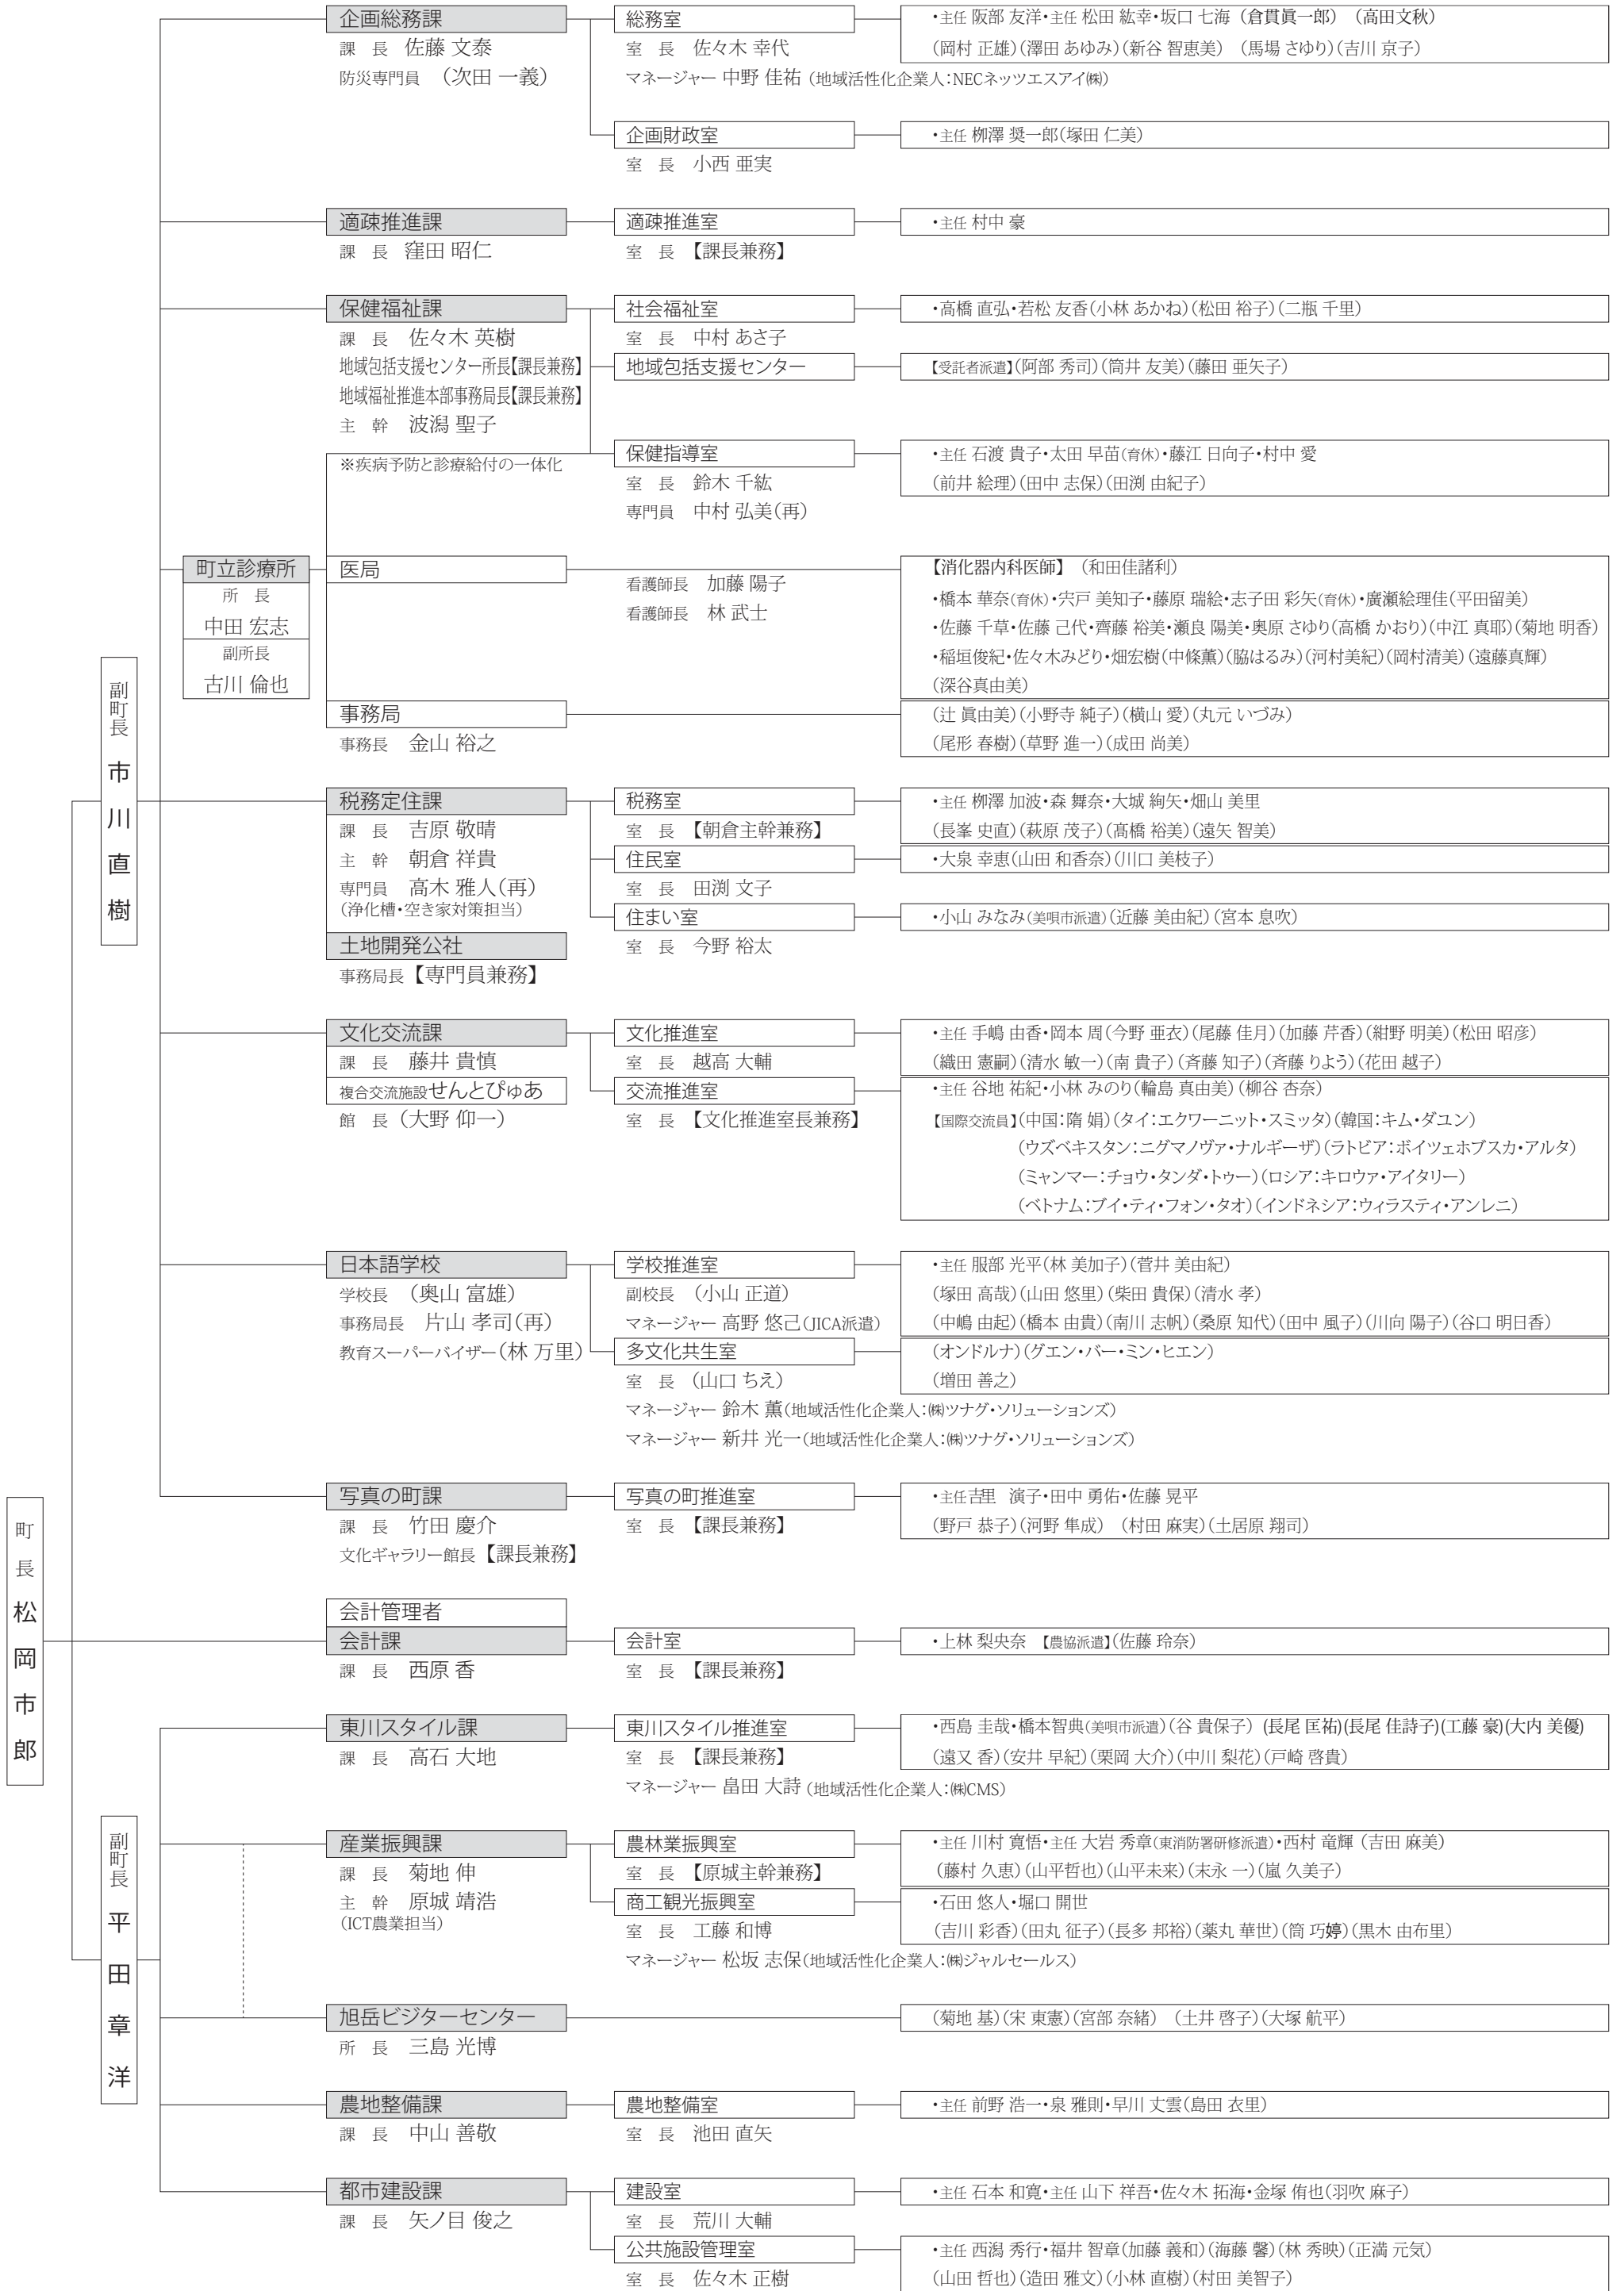 町長 松岡市郎
副町長 市川直樹
企画総務課
課 長 佐藤 文泰
防災専門員 （次田 一義）
総務室
室 長 佐々木 幸代
マネージャー 中野 佳祐（地域活性化企業人：NECネッツエスアイ㈱）
・主任 阪部 友洋・主任 松田 紘幸・坂口 七海（倉貫眞一郎）（高田文秋）
（岡村 正雄）（澤田 あゆみ）（新谷 智恵美）（馬場 さゆり）（吉川 京子）
企画財政室
室 長 小西 亜実
・主任 栁澤 奨一郎（塚田 仁美）
適疎推進課
課 長 窪田 昭仁
適疎推進室
室 長 【課長兼務】
・主任 村中 豪
保健福祉課
課 長 佐々木 英樹
地域包括支援センター所長【課長兼務】
地域福祉推進本部事務局長【課長兼務】
主 幹 波潟 聖子
社会福祉室
室 長 中村 あさ子
・高橋 直弘・若松 友香（小林 あかね）（松田 裕子）（二瓶 千里）
地域包括支援センター
【受託者派遣】（阿部 秀司）（筒井 友美）（藤田 亜矢子）
※疾病予防と診療給付の一体化
保健指導室
室 長 鈴木 千紘
専門員 中村 弘美（再）
・主任 石渡 貴子・太田 早苗（育休）・藤江 日向子・村中 愛
（前井 絵理）（田中 志保）（田渕 由紀子）
町立診療所
所 長
中田 宏志
副所長
古川 倫也
医局
看護師長 加藤 陽子
看護師長 林 武士
【消化器内科医師】（和田佳諸利）
・橋本 華奈（育休）・宍戸 美知子・藤原 瑞絵・志子田 彩矢（育休）・廣瀬絵理佳（平田留美）
・佐藤 千草・佐藤 己代・齊藤 裕美・瀬良 陽美・奥原 さゆり（高橋 かおり）（中江 真耶）（菊地 明香）
・稲垣俊紀・佐々木みどり・畑宏樹（中條薫）（脇はるみ）（河村美紀）（岡村清美）（遠藤真輝）
（深谷真由美）
事務局
事務長 金山 裕之
（辻 眞由美）（小野寺 純子）（横山 愛）（丸元 いづみ）
（尾形 春樹）（草野 進一）（成田 尚美）
税務定住課
課 長 吉原 敬晴
主 幹 朝倉 祥貴
専門員 高木 雅人（再）
（浄化槽・空き家対策担当）
土地開発公社
事務局長【専門員兼務】
税務室
室 長 【朝倉主幹兼務】
・主任 栁澤 加波・森 舞奈・大城 絢矢・畑山 美里
（長峯 史直）（萩原 茂子）（髙橋 裕美）（遠矢 智美）
住民室
室 長 田渕 文子
・大泉 幸恵（山田 和香奈）（川口 美枝子）
住まい室
室 長 今野 裕太
・小山 みなみ（美唄市派遣）（近藤 美由紀）（宮本 息吹）
文化交流課
課 長 藤井 貴慎
複合交流施設せんとぴゅあ
館 長（大野 仰一）
文化推進室
室 長 越高 大輔
・主任 手嶋 由香・岡本 周（今野 亜衣）（尾藤 佳月）（加藤 芹香）（紺野 明美）（松田 昭彦）
（織田 憲嗣）（清水 敏一）（南 貴子）（斉藤 知子）（斉藤 りよう）（花田 越子）
交流推進室
室 長 【文化推進室長兼務】
・主任 谷地 祐紀・小林 みのり（輪島 真由美）（柳谷 杏奈）
【国際交流員】（中国：隋 娟）（タイ：エクワーニット・スミッタ）（韓国：キム・ダユン）
（ウズベキスタン：ニグマノヴァ・ナルギーザ）（ラトビア：ボイツェホブスカ・アルタ）
（ミャンマー：チョウ・タンダ・トゥー）（ロシア：キロウァ・アイタリー）
（ベトナム：ブイ・ティ・フォン・タオ）（インドネシア：ウィラスティ・アンレニ）
日本語学校
学校長 （奥山 富雄）
事務局長 片山 孝司（再）
教育スーパーバイザー（林 万里）
学校推進室
副校長 （小山 正道）
マネージャー 高野 悠己（JICA派遣）
・主任 服部 光平（林 美加子）（菅井 美由紀）
（塚田 高哉）（山田 悠里）（柴田 貴保）（清水 孝）
（中嶋 由起）（橋本 由貴）（南川 志帆）（桑原 知代）（田中 風子）（川向 陽子）（谷口 明日香）
多文化共生室
室 長 （山口 ちえ）
マネージャー 鈴木 薫（地域活性化企業人：㈱ツナグ・ソリューションズ）
マネージャー 新井 光一（地域活性化企業人：㈱ツナグ・ソリューションズ）
（オンドルナ）（グエン・バー・ミン・ヒエン）
（増田 善之）
写真の町課
課 長 竹田 慶介
文化ギャラリー館長【課長兼務】
写真の町推進室
室 長 【課長兼務】
・主任 吉里 演子・田中 勇佑・佐藤 晃平
（野戸 恭子）（河野 隼成）（村田 麻実）（土居原 翔司）
会計管理者
会計課
課 長 西原 香
会計室
室 長 【課長兼務】
・上林 梨央奈 【農協派遣】（佐藤 玲奈）
副町長 平田章洋
東川スタイル課
課 長 高石 大地
東川スタイル推進室
室 長 【課長兼務】
マネージャー 畠田 大詩（地域活性化企業人：㈱CMS）
・西島 圭哉・橋本智典（美唄市派遣）（谷 貴保子）(長尾 匡祐)(長尾 佳詩子)(工藤 豪)(大内 美優)
（遠又 香）（安井 早紀）（栗岡 大介）（中川 梨花）（戸崎 啓貴）
産業振興課
課 長 菊地 伸
主 幹 原城 靖浩
（ICT農業担当）
農林業振興室
室 長 【原城主幹兼務】
・主任 川村 寛悟・主任 大岩 秀章（東消防署研修派遣）・西村 竜輝（吉田 麻美）
（藤村 久恵）（山平哲也）（山平未来）（末永 一）（嵐 久美子）
商工観光振興室
室 長 工藤 和博
マネージャー 松坂 志保（地域活性化企業人：㈱ジャルセールス）
・石田 悠人・堀口 開世
（吉川 彩香）（田丸 征子）（長多 邦裕）（薬丸 華世）（筒 巧婷）（黒木 由布里）
旭岳ビジターセンター
所 長 三島 光博
（菊地 基）（宋 東憲）（宮部 奈緒）（土井 啓子）（大塚 航平）
農地整備課
課 長 中山 善敬
農地整備室
室 長 池田 直矢
・主任 前野 浩一・泉 雅則・早川 丈雲（島田 衣里）
都市建設課
課 長 矢ノ目 俊之
建設室
室 長 荒川 大輔
・主任 石本 和寛・主任 山下 祥吾・佐々木 拓海・金塚 侑也（羽吹 麻子）
公共施設管理室
室 長 佐々木 正樹
・主任 西潟 秀行・福井 智章（加藤 義和）（海藤 馨）（林 秀映）（正満 元気）
（山田 哲也）（造田 雅文）（小林 直樹）（村田 美智子）